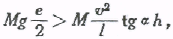 Mg e/2 > M v²/l tg α h,